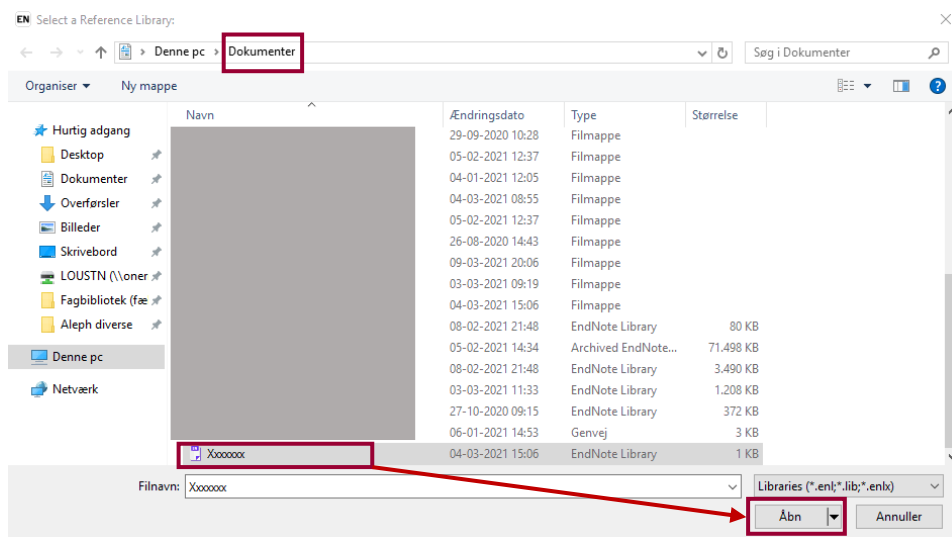 EN Select a Reference Library:
Denne pc > Dokumenter
Søg i Dokumenter
Organiser Ny mappe
Navn Ændringsdato Type Størrelse
Hurtig adgang
Desktop
Dokumenter
Overførsler
Billeder
Skrivebord
LOUSTN (\\oner
Fagbibliotek (fæ
Aleph diverse
Denne pc
Netværk
29-09-2020 10:28 Filmappe
05-02-2021 12:37 Filmappe
04-01-2021 12:05 Filmappe
04-03-2021 08:55 Filmappe
05-02-2021 12:37 Filmappe
26-08-2020 14:43 Filmappe
09-03-2021 20:06 Filmappe
03-03-2021 09:19 Filmappe
04-03-2021 15:06 Filmappe
08-02-2021 21:48 EndNote Library 80 KB
05-02-2021 14:34 Archived EndNote... 71.498 KB
08-02-2021 21:48 EndNote Library 3.490 KB
03-03-2021 11:33 EndNote Library 1.208 KB
27-10-2020 09:15 EndNote Library 372 KB
06-01-2021 14:53 Genvej 3 KB
Xxxxxxx 04-03-2021 15:06 EndNote Library 1 KB
Filnavn: Xxxxxxx Libraries (*.enl;*.lib;*.enlx)
Åbn Annuller